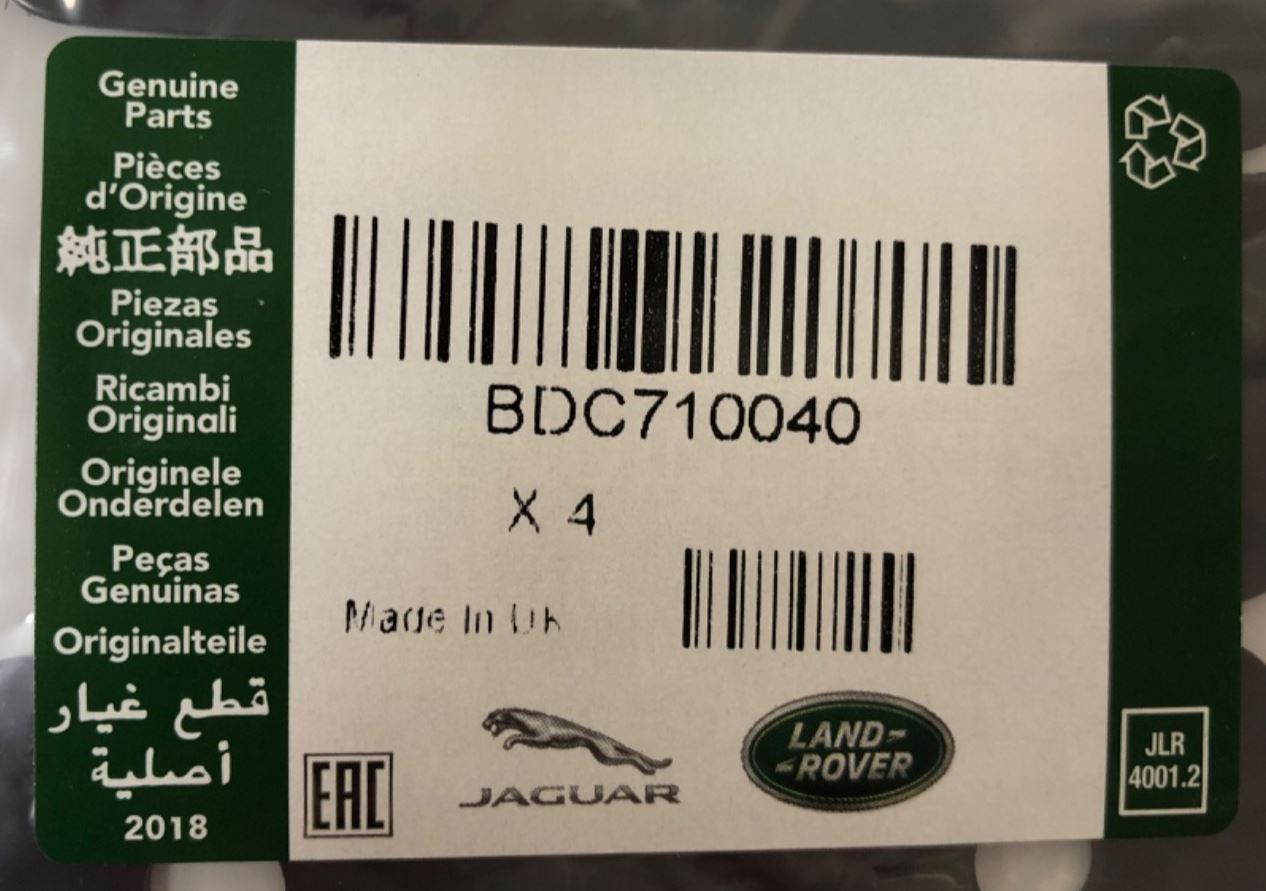 Genuine
Parts
Pièces
d'Origine
純正部品
Piezas
Originales
Ricambi
Originali
Originele
Onderdelen
Peças
Genuinas
Originalteile
قطع غيار
أصلية
2018
BDC710040
X 4
Made In UK
EAC
JAGUAR
LAND-
-ROVER
JLR
4001.2